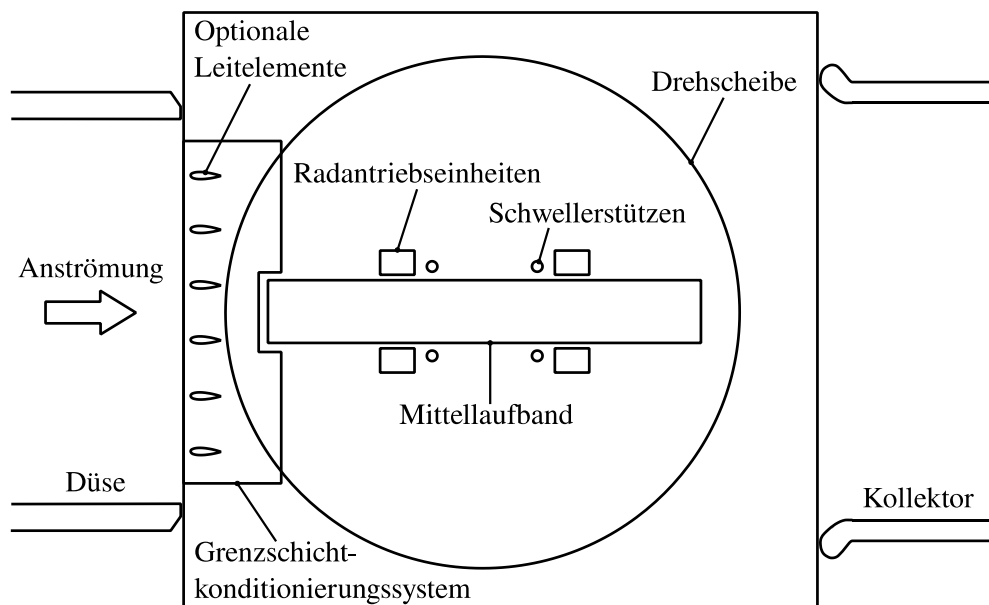 Optionale
Leitelemente
Drehscheibe
Radantriebseinheiten
Schwellerstützen
Anströmung
Mittellaufband
Düse
Kollektor
Grenzschicht-
konditionierungssystem